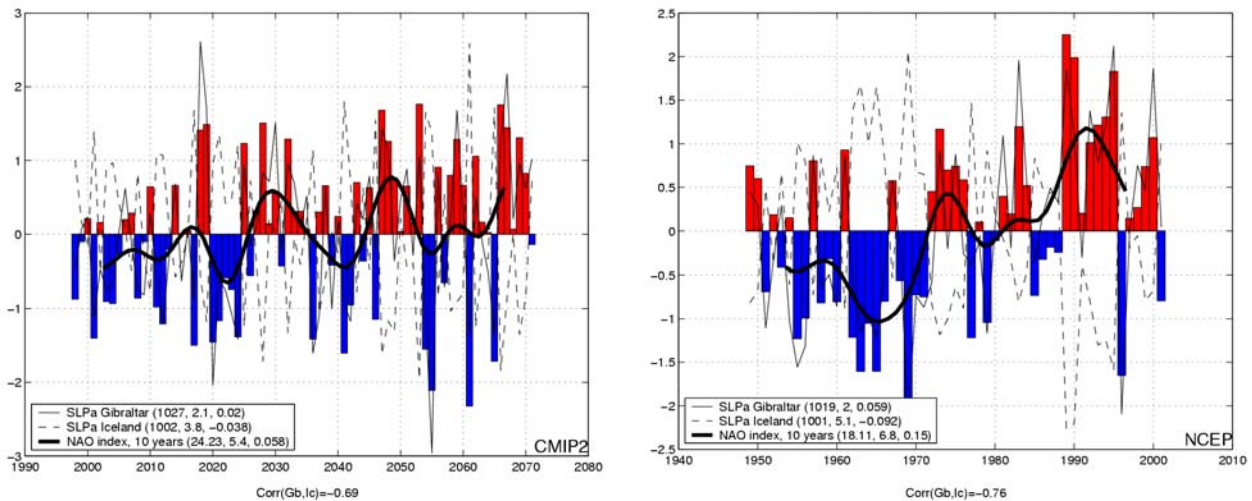 3
2
1
0
−1
−2
−3
SLPa Gibraltar (1027, 2.1, 0.02)
SLPa Iceland (1002, 3.8, −0.038)
NAO index, 10 years (24.23, 5.4, 0.058)
CMIP2
1990 2000 2010 2020 2030 2040 2050 2060 2070 2080
Corr(Gb,Ic)=−0.69
2.5
2
1.5
1
0.5
0
−0.5
−1
−1.5
−2
−2.5
SLPa Gibraltar (1019, 2, 0.059)
SLPa Iceland (1001, 5.1, −0.092)
NAO index, 10 years (18.11, 6.8, 0.15)
NCEP
1940 1950 1960 1970 1980 1990 2000 2010
Corr(Gb,Ic)=−0.76